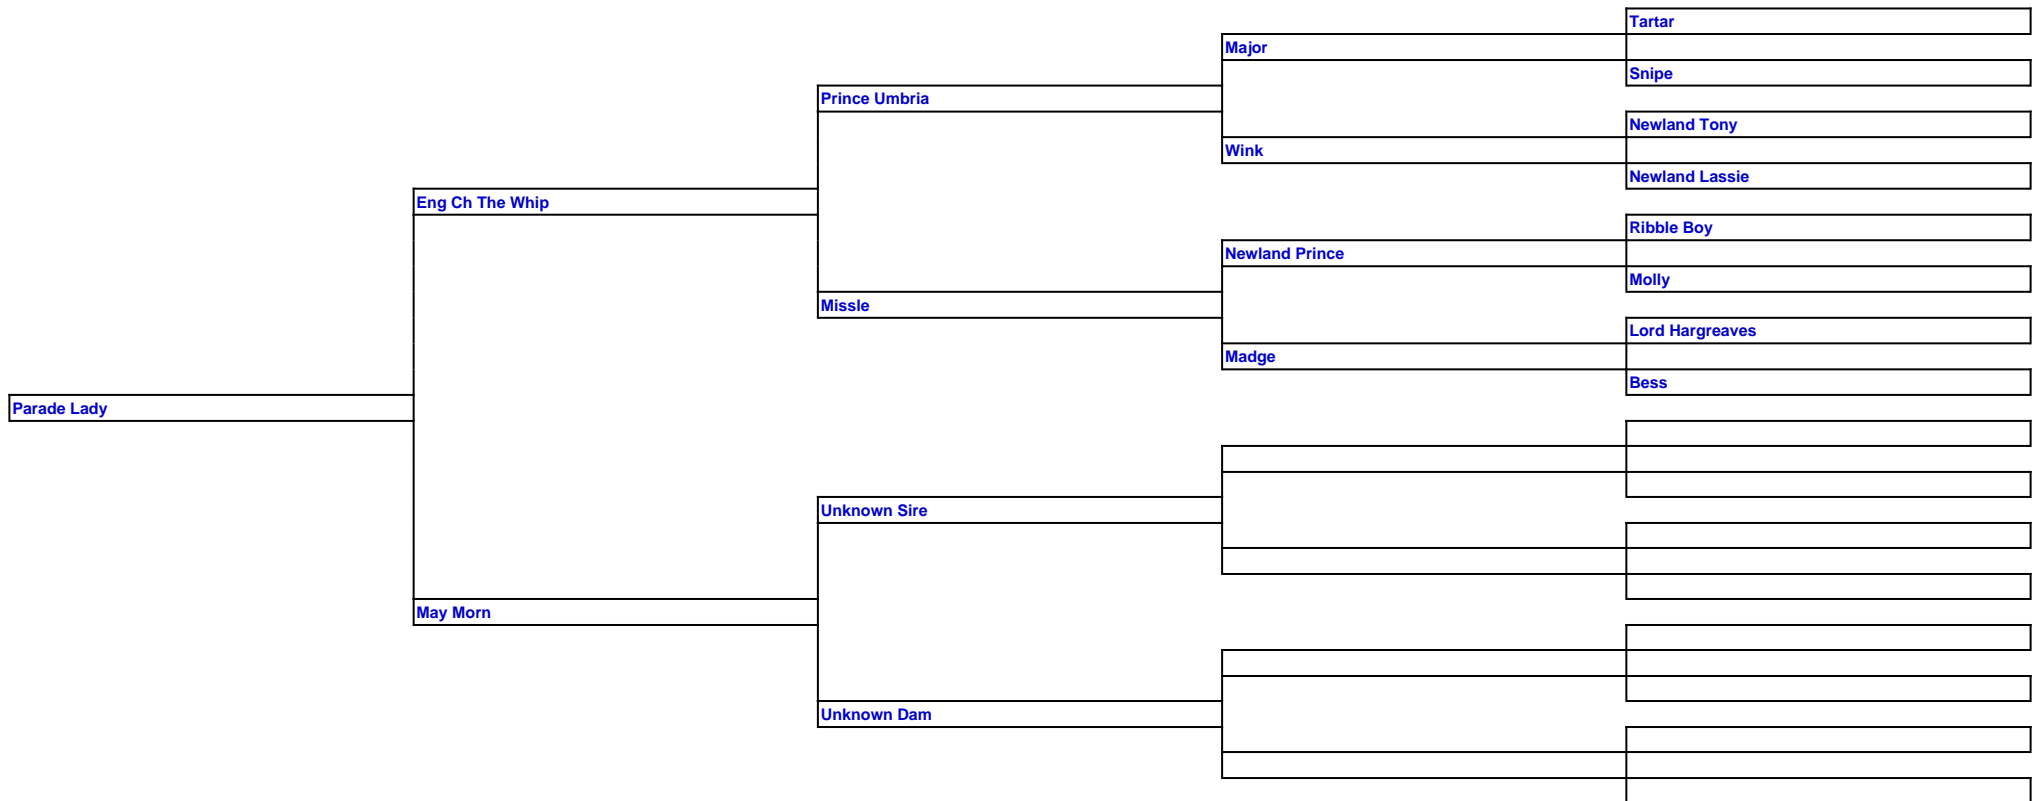 Tartar
Major
Snipe
Prince Umbria
Newland Tony
Wink
Newland Lassie
Eng Ch The Whip
Ribble Boy
Newland Prince
Molly
Missle
Lord Hargreaves
Madge
Bess
Parade Lady
Unknown Sire
May Morn
Unknown Dam